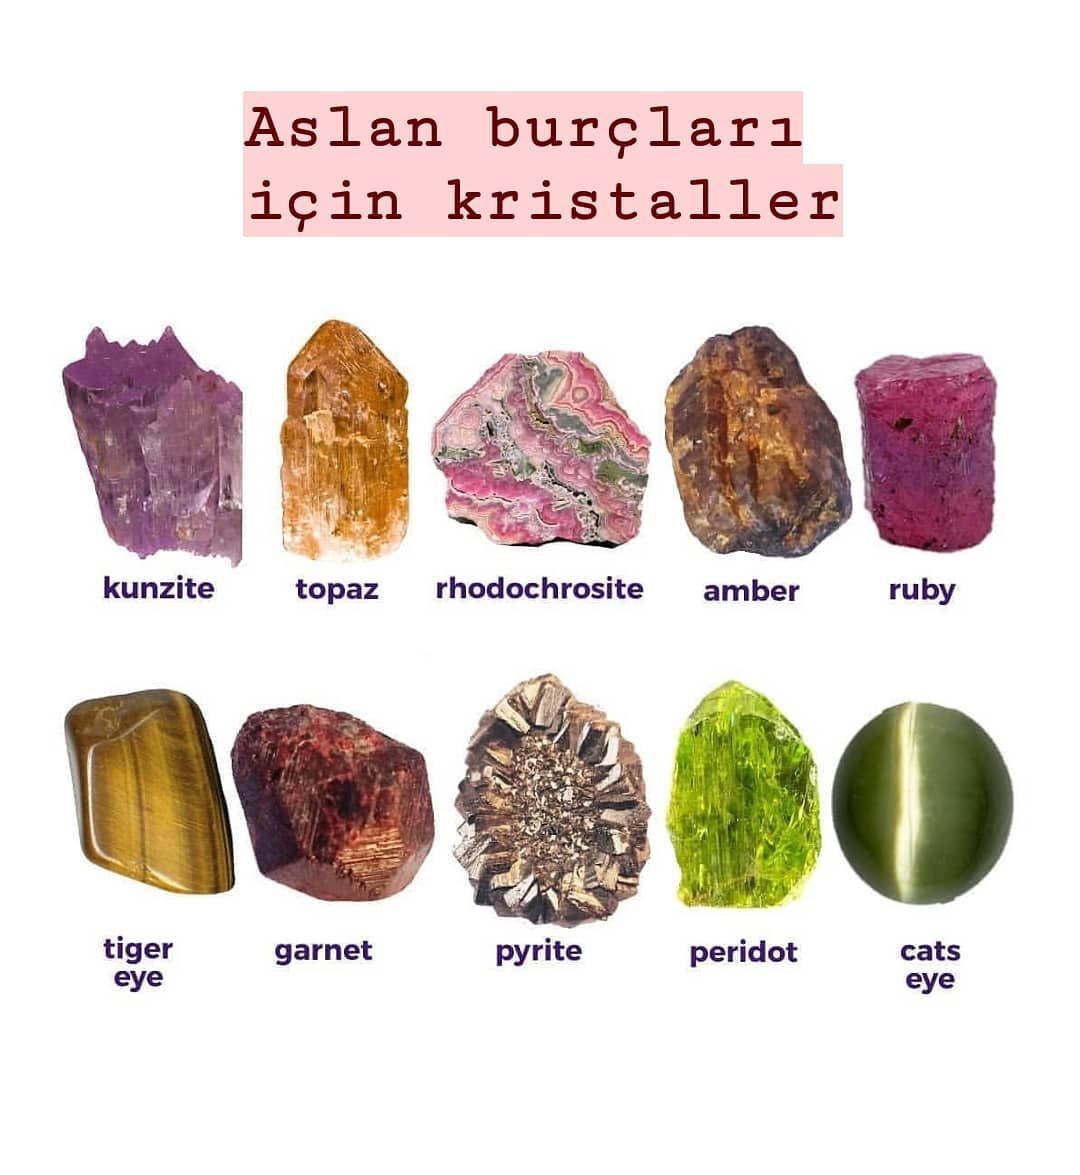 Aslan burçları
için kristaller
kunzite
topaz
rhodochrosite
amber
ruby
tiger
eye
garnet
pyrite
peridot
cats
eye